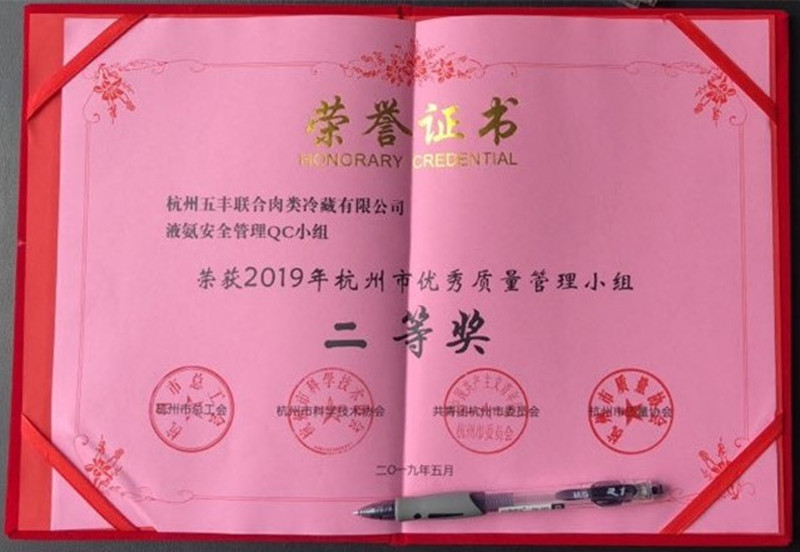 荣誉证书
HONORARY CREDENTIAL
杭州五丰联合肉类冷藏有限公司
液氨安全管理QC小组
荣获2019年杭州市优秀质量管理小组
二等奖
杭州市总工会 杭州市科学技术协会 共青团杭州市委员会 杭州市质量协会
二〇一九年五月